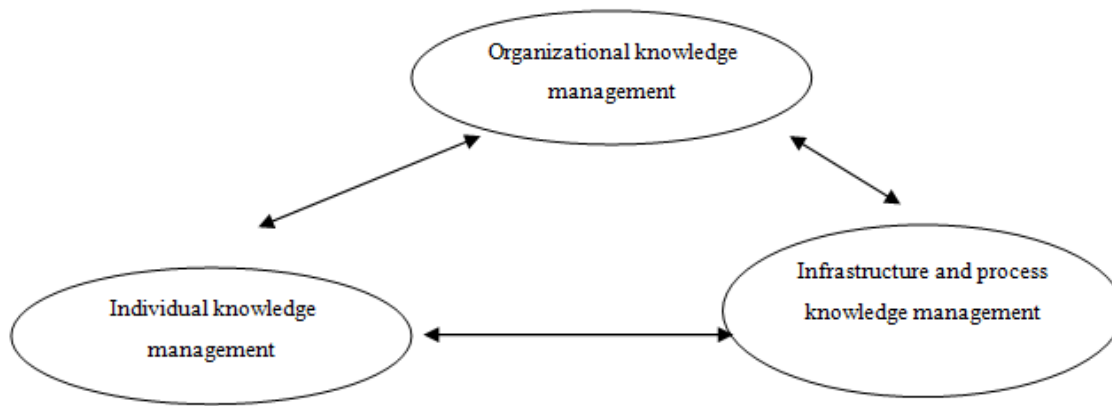 Organizational knowledge
management
Individual knowledge
management
Infrastructure and process
knowledge management